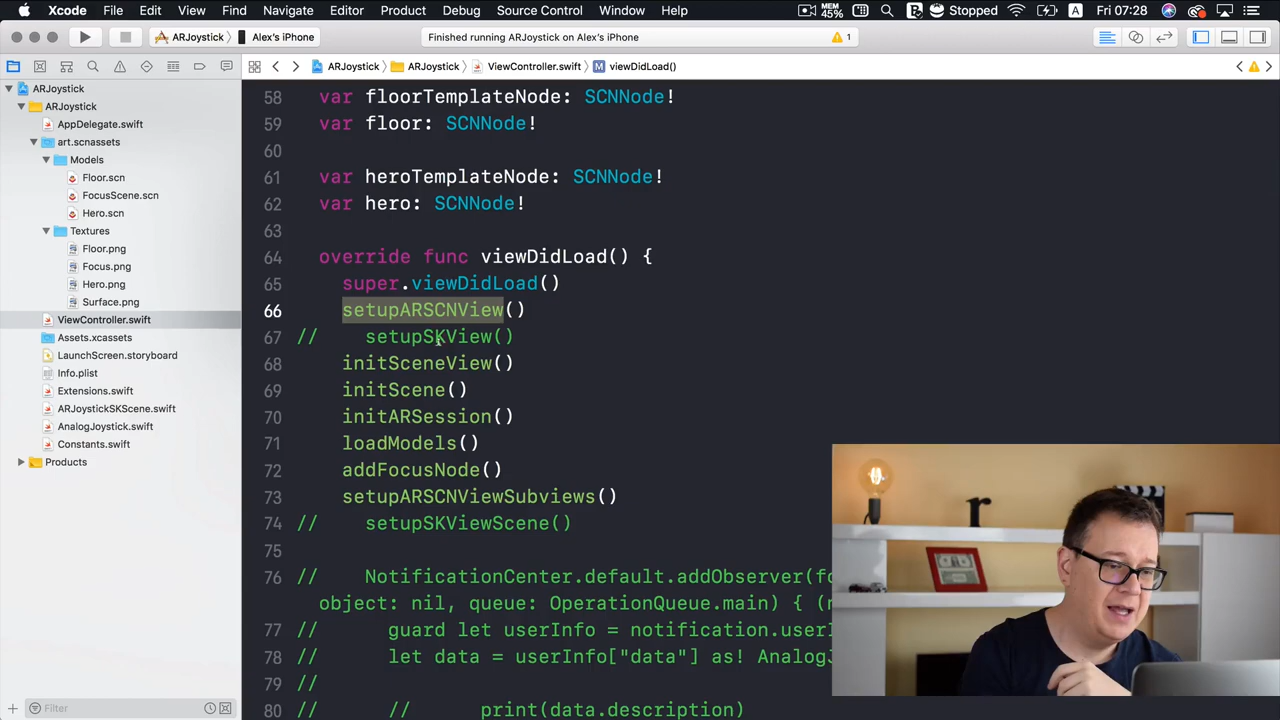 Xcode File Edit View Find Navigate Editor Product Debug Source Control Window Help MEM 45% Stopped A Fri 07:28
ARJoystick Alex's iPhone Finished running ARJoystick on Alex's iPhone 1
ARJoystick ARJoystick ViewController.swift M viewDidLoad()
ARJoystick
ARJoystick
AppDelegate.swift
art.scnassets
Models
Floor.scn
FocusScene.scn
Hero.scn
Textures
Floor.png
Focus.png
Hero.png
Surface.png
ViewController.swift
Assets.xcassets
LaunchScreen.storyboard
Info.plist
Extensions.swift
ARJoystickSKScene.swift
AnalogJoystick.swift
Constants.swift
Products
Filter
58 var floorTemplateNode: SCNNode!
59 var floor: SCNNode!
60
61 var heroTemplateNode: SCNNode!
62 var hero: SCNNode!
63
64 override func viewDidLoad() {
65 super.viewDidLoad()
66 setupARSCNView()
67 // setupSKView()
68 initSceneView()
69 initScene()
70 initARSession()
71 loadModels()
72 addFocusNode()
73 setupARSCNViewSubviews()
74 // setupSKViewScene()
75
76 // NotificationCenter.default.addObserver(fo
object: nil, queue: OperationQueue.main) { (n
77 // guard let userInfo = notification.userI
78 // let data = userInfo["data"] as! AnalogJ
79 //
80 // // print(data.description)